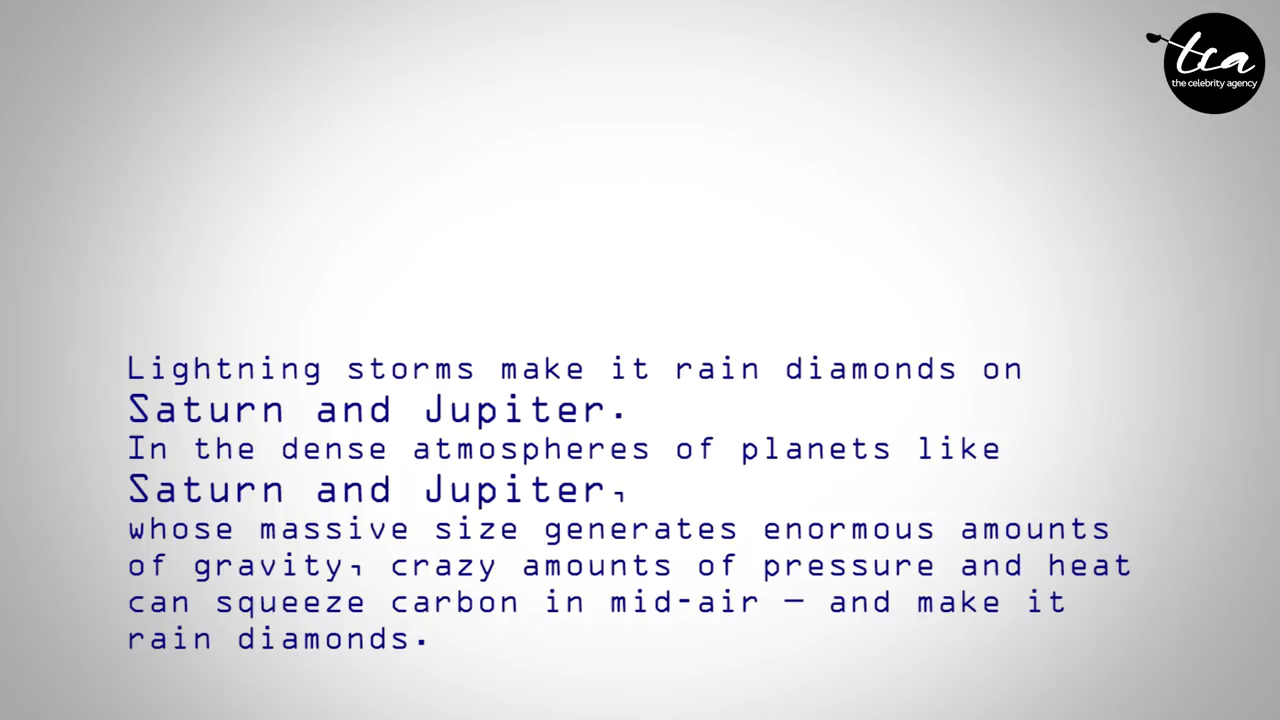 tca
the celebrity agency
Lightning storms make it rain diamonds on
Saturn and Jupiter.
In the dense atmospheres of planets like
Saturn and Jupiter,
whose massive size generates enormous amounts
of gravity, crazy amounts of pressure and heat
can squeeze carbon in mid-air – and make it
rain diamonds.